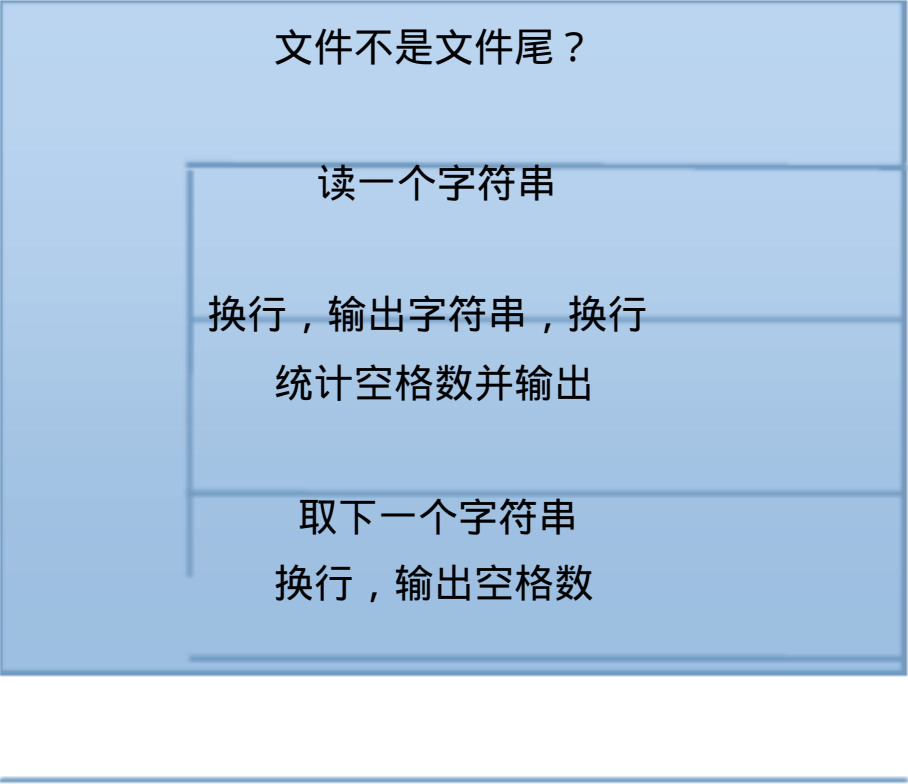 文件不是文件尾？
读一个字符串
换行，输出字符串，换行
统计空格数并输出
取下一个字符串
换行，输出空格数